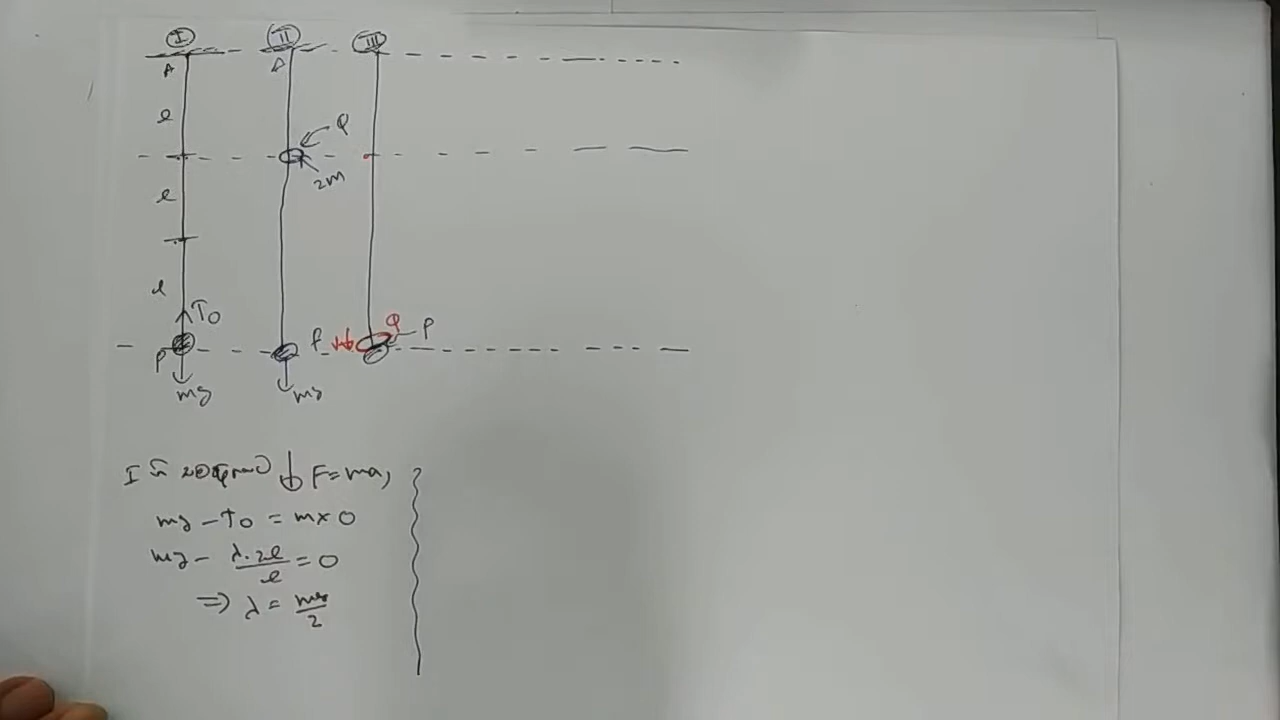 I II III
A A
l Q
2m
l
l
T₀ Q P
P P
mg mg
I ↓ F = ma,
mg − T₀ = m × 0
mg − λ·2l/l = 0
⇒ λ = mg/2